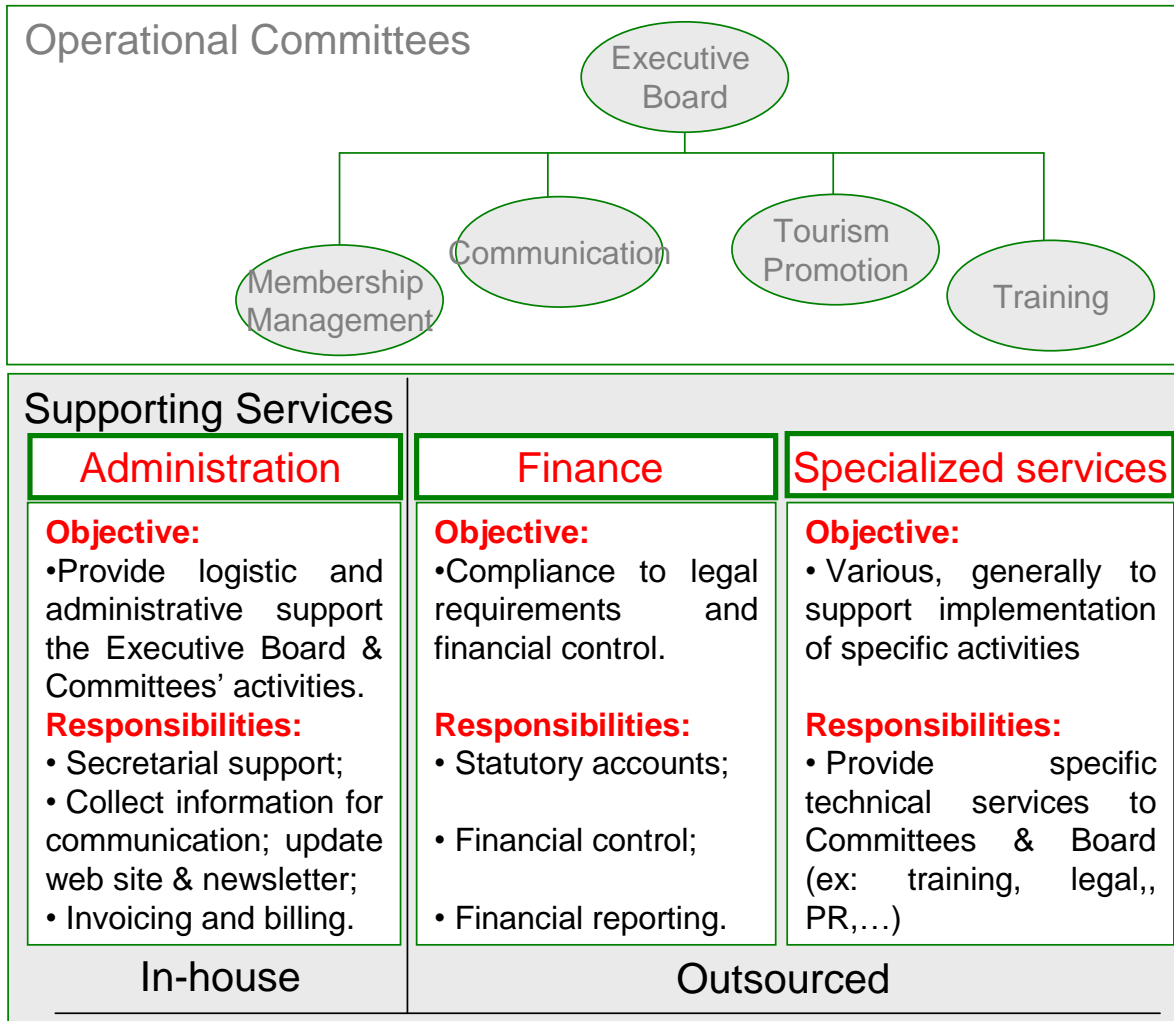 Operational Committees
Executive
Board
Membership
Management
Communication
Tourism
Promotion
Training
Supporting Services
Administration
Objective:
•Provide logistic and
administrative support
the Executive Board &
Committees’ activities.
Responsibilities:
• Secretarial support;
• Collect information for
communication; update
web site & newsletter;
• Invoicing and billing.
Finance
Objective:
•Compliance to legal
requirements and
financial control.
Responsibilities:
• Statutory accounts;
• Financial control;
• Financial reporting.
Specialized services
Objective:
• Various, generally to
support implementation
of specific activities
Responsibilities:
• Provide specific
technical services to
Committees & Board
(ex: training, legal,,
PR,…)
In-house
Outsourced